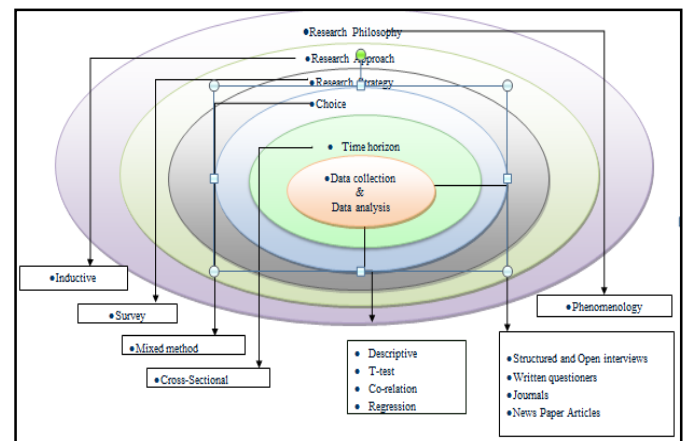 ●Research Philosophy
●Research Approach
●Research Strategy
●Choice
● Time horizon
●Data collection
&
Data analysis
●Inductive
●Survey
●Mixed method
●Cross-Sectional
● Descriptive
● T-test
● Co-relation
● Regression
●Phenomenology
●Structured and Open interviews
●Written questioners
●Journals
●News Paper Articles